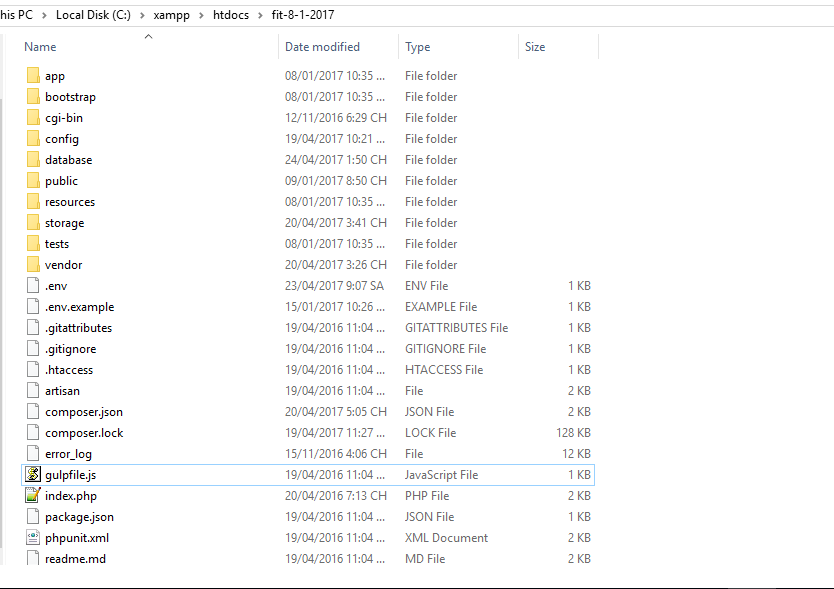 his PC > Local Disk (C:) > xampp > htdocs > fit-8-1-2017
Name Date modified Type Size
app 08/01/2017 10:35 ... File folder
bootstrap 08/01/2017 10:35 ... File folder
cgi-bin 12/11/2016 6:29 CH File folder
config 19/04/2017 10:21 ... File folder
database 24/04/2017 1:50 CH File folder
public 09/01/2017 8:50 CH File folder
resources 08/01/2017 10:35 ... File folder
storage 20/04/2017 3:41 CH File folder
tests 08/01/2017 10:35 ... File folder
vendor 20/04/2017 3:26 CH File folder
.env 23/04/2017 9:07 SA ENV File 1 KB
.env.example 15/01/2017 10:26 ... EXAMPLE File 1 KB
.gitattributes 19/04/2016 11:04 ... GITATTRIBUTES File 1 KB
.gitignore 19/04/2016 11:04 ... GITIGNORE File 1 KB
.htaccess 19/04/2016 11:04 ... HTACCESS File 1 KB
artisan 19/04/2016 11:04 ... File 2 KB
composer.json 20/04/2017 5:05 CH JSON File 2 KB
composer.lock 19/04/2017 11:27 ... LOCK File 128 KB
error_log 15/11/2016 4:06 CH File 12 KB
gulpfile.js 19/04/2016 11:04 ... JavaScript File 1 KB
index.php 20/04/2016 7:13 CH PHP File 2 KB
package.json 19/04/2016 11:04 ... JSON File 1 KB
phpunit.xml 19/04/2016 11:04 ... XML Document 2 KB
readme.md 19/04/2016 11:04 ... MD File 2 KB